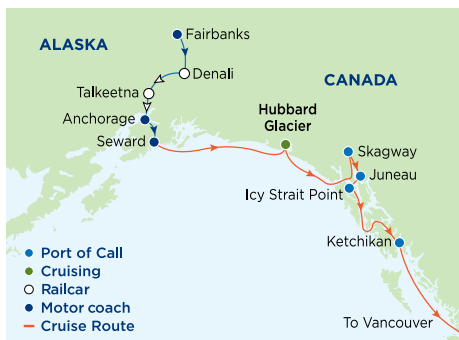 ALASKA
Fairbanks
Denali
CANADA
Talkeetna
Hubbard
Glacier
Anchorage
Seward
Skagway
Juneau
Icy Strait Point
Ketchikan
Port of Call
Cruising
Railcar
Motor coach
Cruise Route
To Vancouver